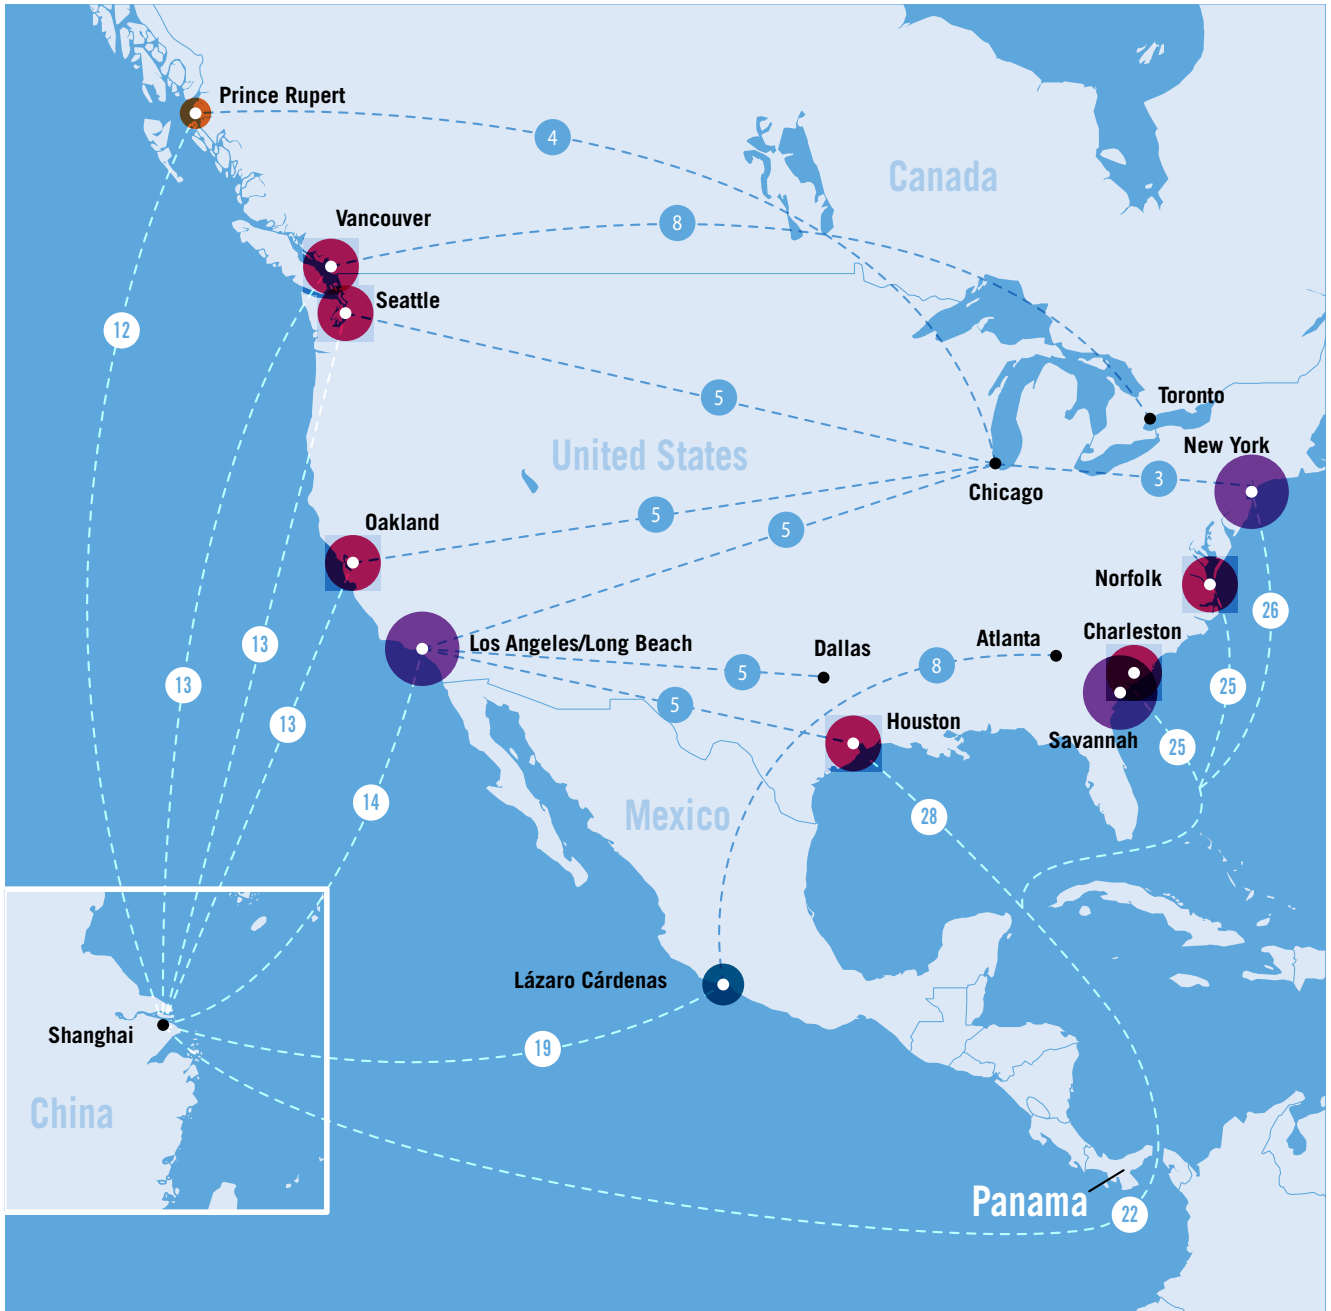 Prince Rupert
4
Canada
Vancouver
8
Seattle
12
5
Toronto
New York
United States
3
Chicago
5
Oakland
5
Norfolk
26
Charleston
Atlanta
13
Los Angeles/Long Beach
Dallas
8
5
13
25
5
Houston
13
Savannah
25
14
Mexico
28
Lázaro Cárdenas
Shanghai
19
China
Panama
22